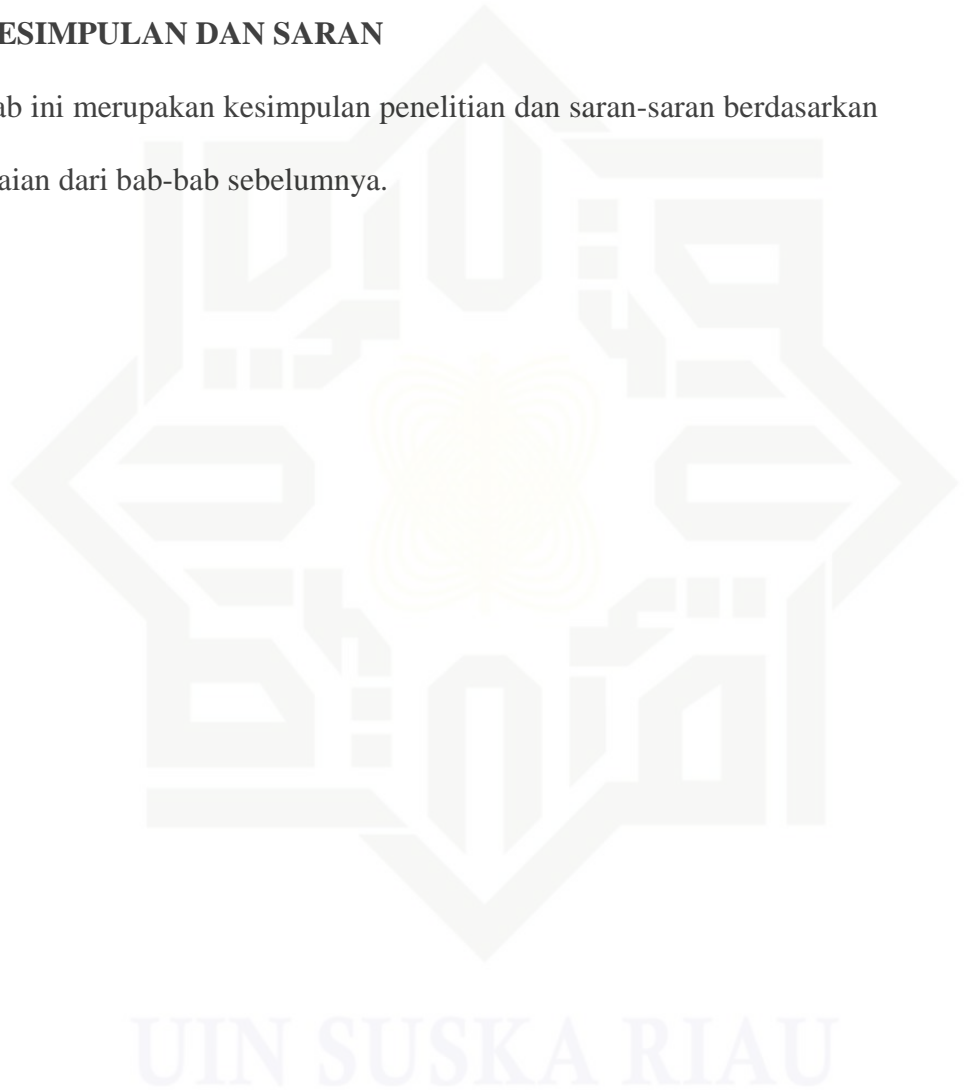 ESIMPULAN DAN SARAN
ab ini merupakan kesimpulan penelitian dan saran-saran berdasarkan
aian dari bab-bab sebelumnya.
UIN SUSKA RIAU